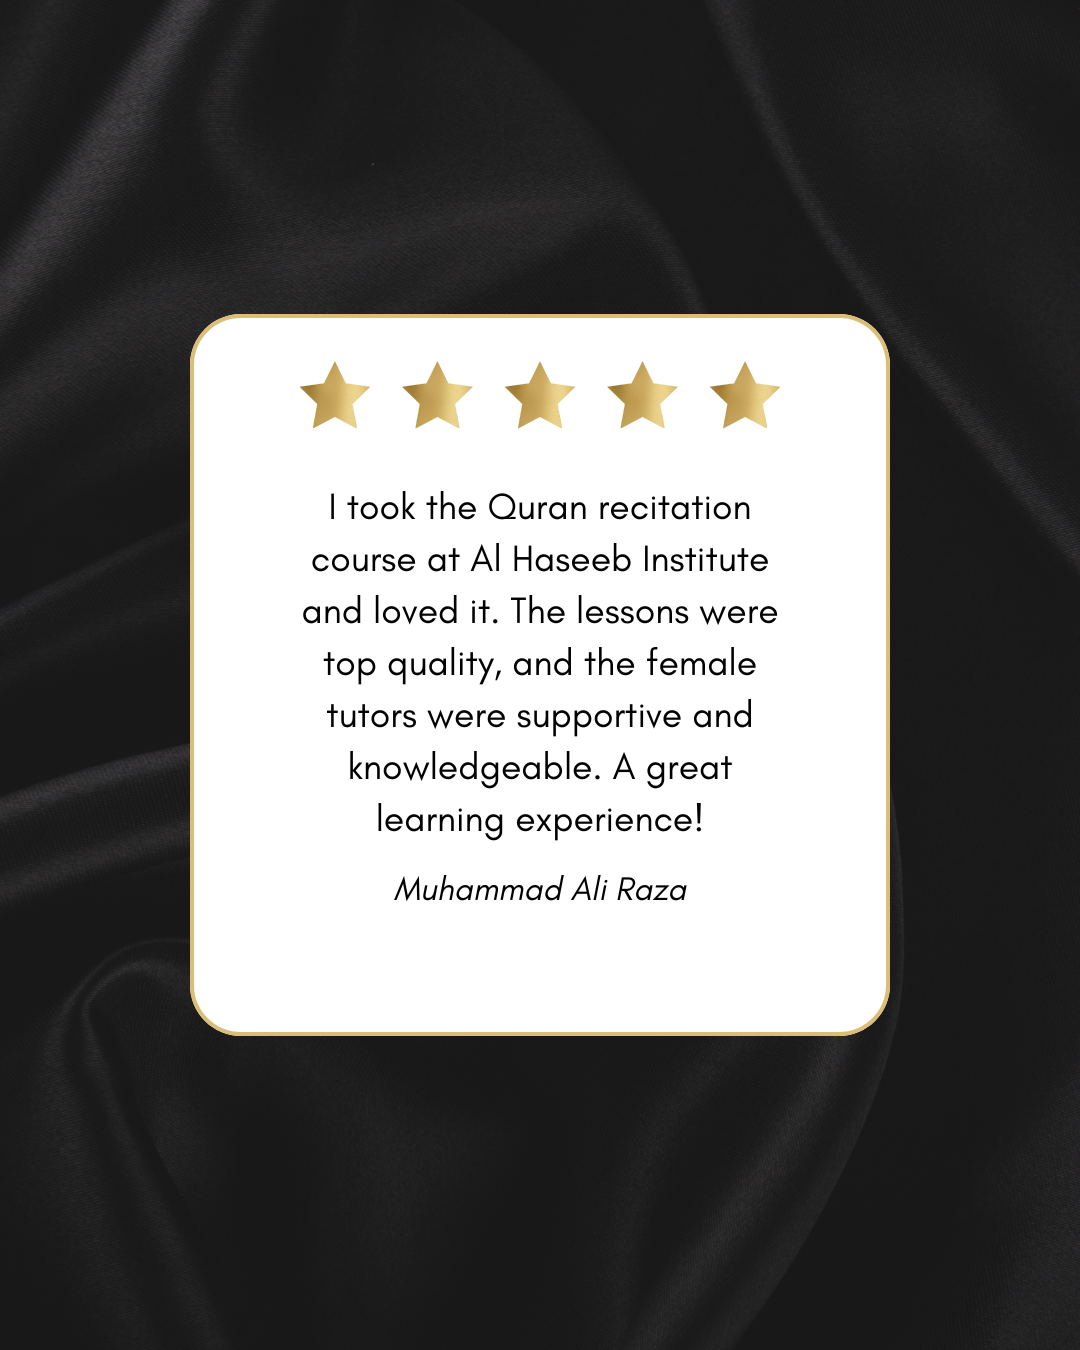 I took the Quran recitation
course at Al Haseeb Institute
and loved it. The lessons were
top quality, and the female
tutors were supportive and
knowledgeable. A great
learning experience!
Muhammad Ali Raza